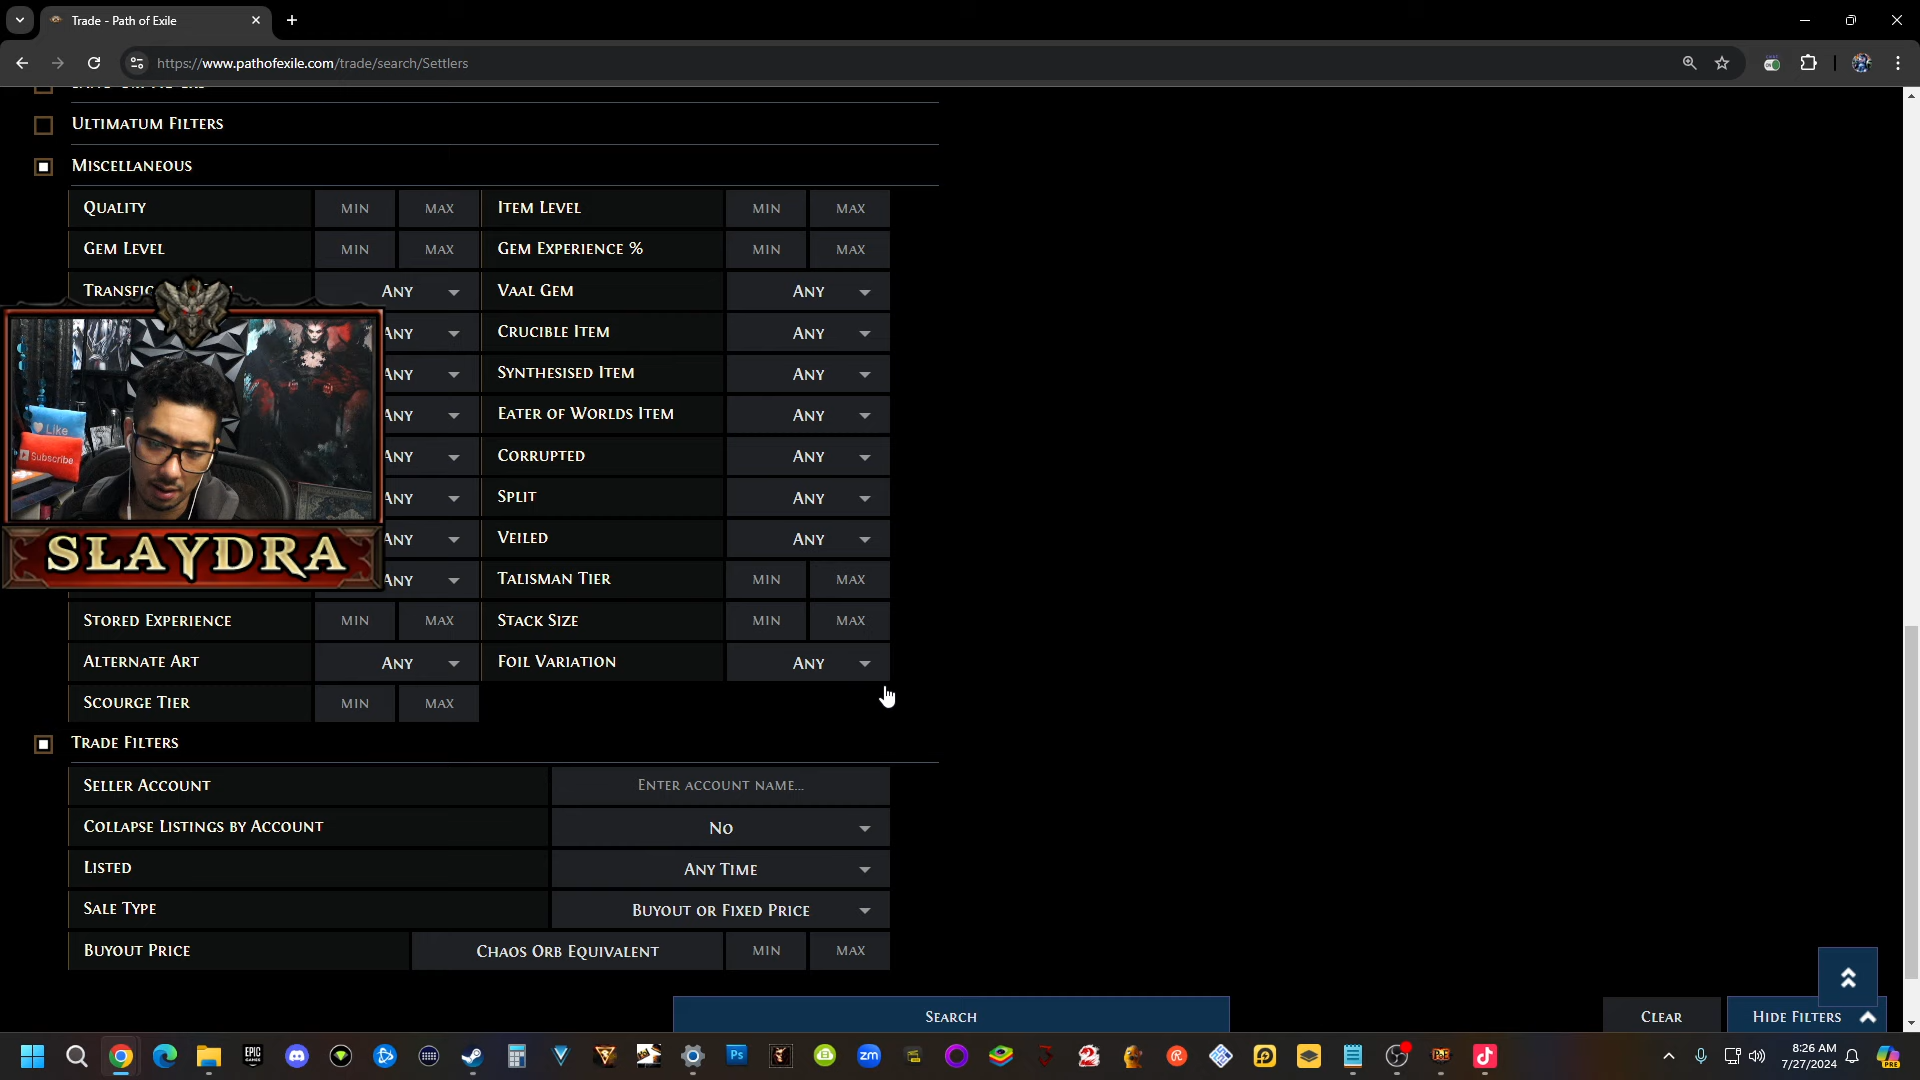 Trade - Path of Exile
https://www.pathofexile.com/trade/search/Settlers
Ultimatum Filters
Miscellaneous
Quality MIN MAX Item Level MIN MAX
Gem Level MIN MAX Gem Experience % MIN MAX
Any Vaal Gem Any
Any Crucible Item Any
Any Synthesised Item Any
Any Eater of Worlds Item Any
Any Corrupted Any
Any Split Any
Any Veiled Any
Any Talisman Tier MIN MAX
Like
Subscribe
SLAYDRA
Stored Experience MIN MAX Stack Size MIN MAX
Alternate Art Any Foil Variation Any
Scourge Tier MIN MAX
Trade Filters
Seller Account Enter account name...
Collapse Listings by Account No
Listed Any Time
Sale Type Buyout or Fixed Price
Buyout Price Chaos Orb Equivalent MIN MAX
Search Clear Hide Filters
EPIC GAMES
Ps
zm
8:26 AM
7/27/2024
PRE